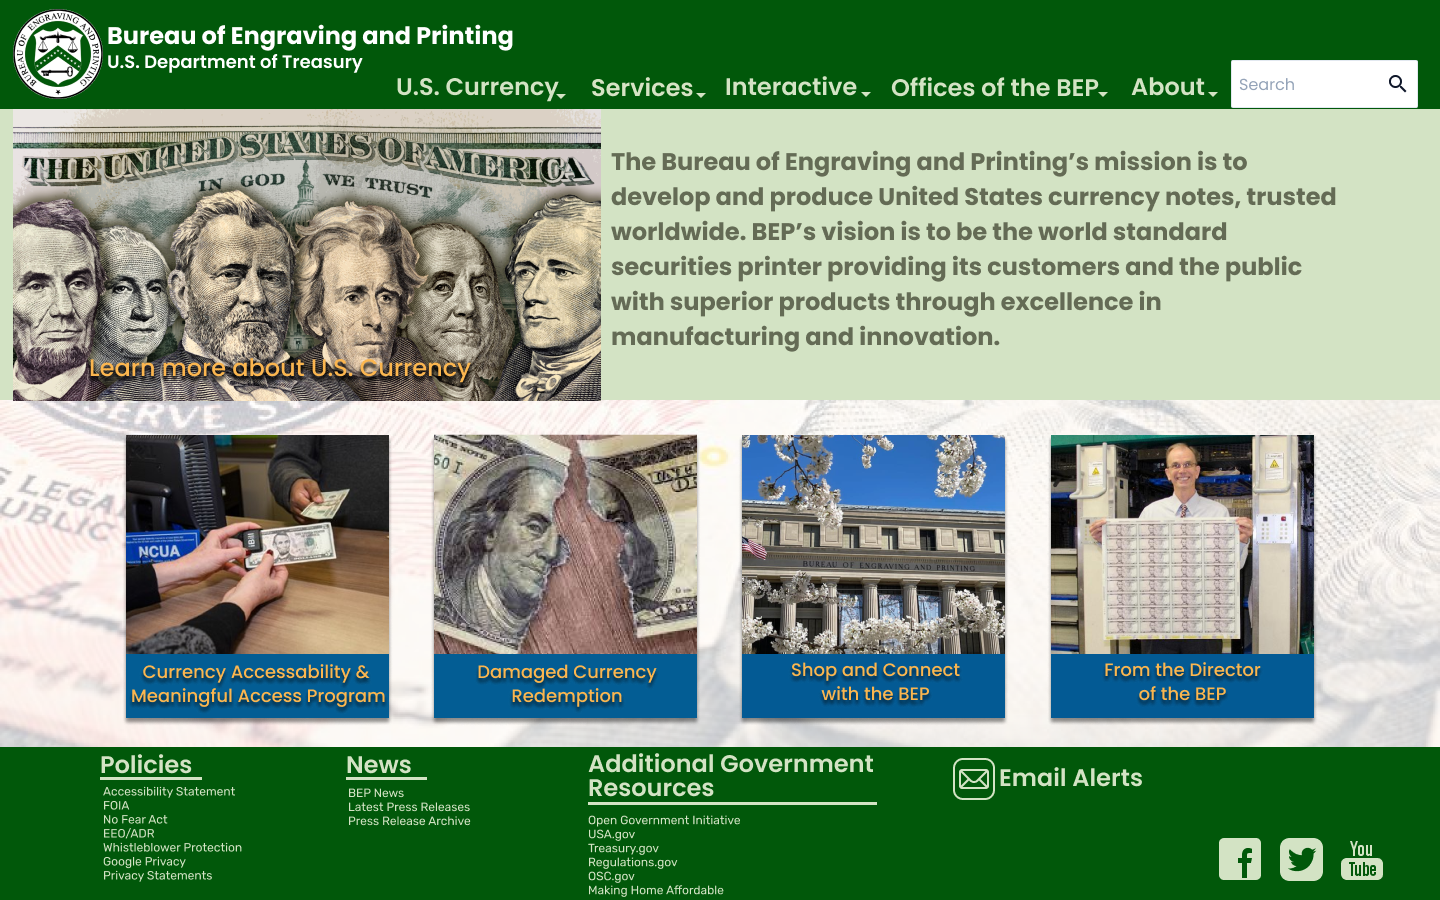 BUREAU OF ENGRAVING AND PRINTING
Bureau of Engraving and Printing
U.S. Department of Treasury
U.S. Currency
Services
Interactive
Offices of the BEP
About
Search
THE UNITED STATES OF AMERICA
IN GOD WE TRUST
Learn more about U.S. Currency
The Bureau of Engraving and Printing’s mission is to
develop and produce United States currency notes, trusted
worldwide. BEP’s vision is to be the world standard
securities printer providing its customers and the public
with superior products through excellence in
manufacturing and innovation.
NCUA
BUREAU OF ENGRAVING AND PRINTING
Currency Accessability &
Meaningful Access Program
Damaged Currency
Redemption
Shop and Connect
with the BEP
From the Director
of the BEP
Policies
Accessibility Statement
FOIA
No Fear Act
EEO/ADR
Whistleblower Protection
Google Privacy
Privacy Statements
News
BEP News
Latest Press Releases
Press Release Archive
Additional Government
Resources
Open Government Initiative
USA.gov
Treasury.gov
Regulations.gov
OSC.gov
Making Home Affordable
Email Alerts
You
Tube